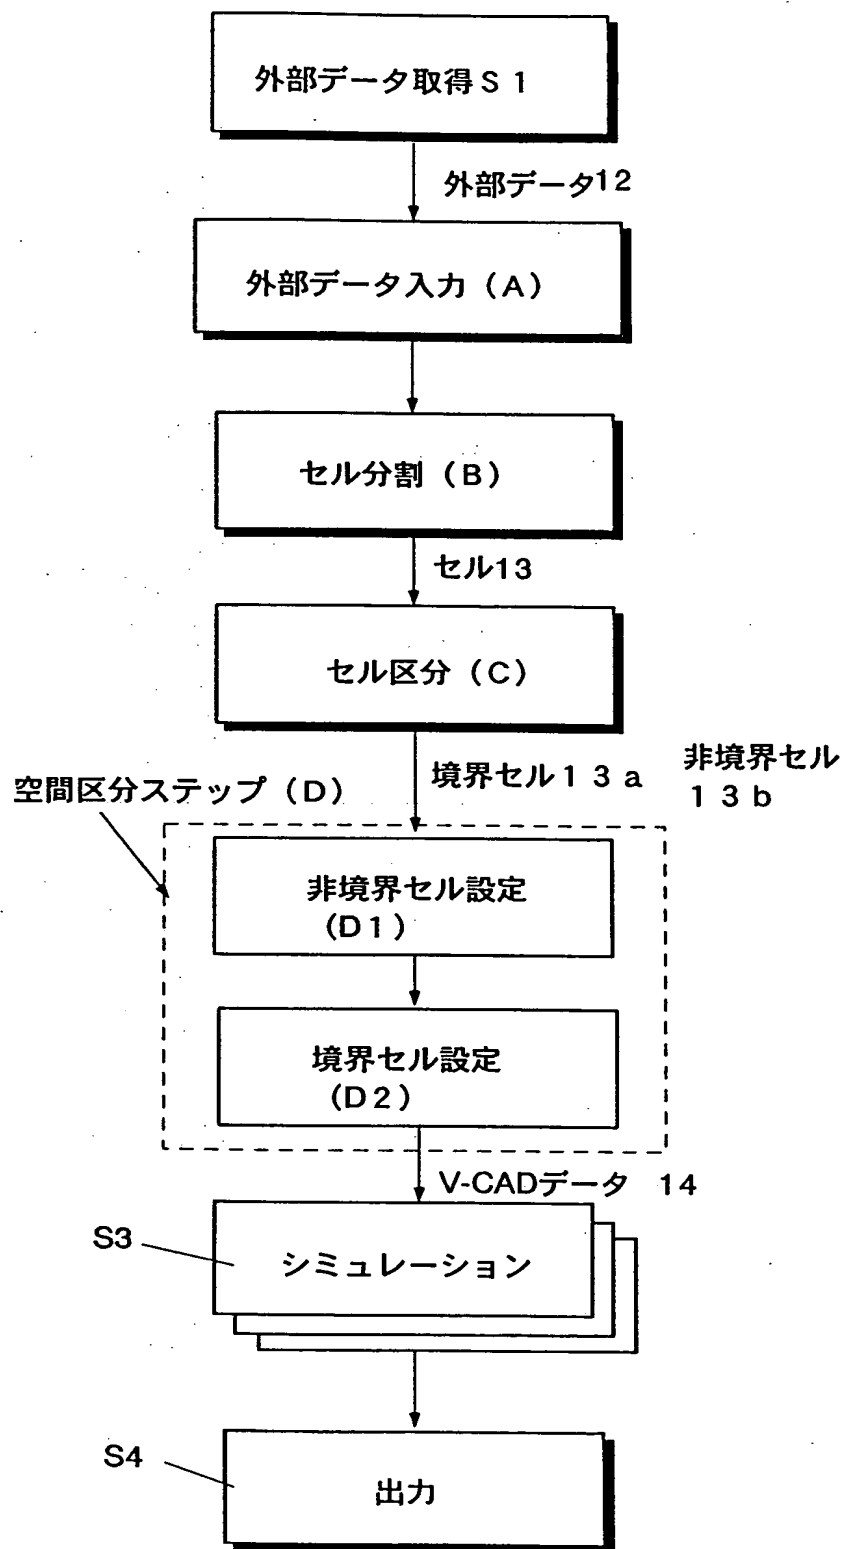 外部データ取得S1
外部データ12
外部データ入力(A)
セル分割(B)
セル13
セル区分(C)
境界セル13a
非境界セル
13b
空間区分ステップ(D)
非境界セル設定
(D1)
境界セル設定
(D2)
V-CADデータ 14
S3
シミュレーション
S4
出力